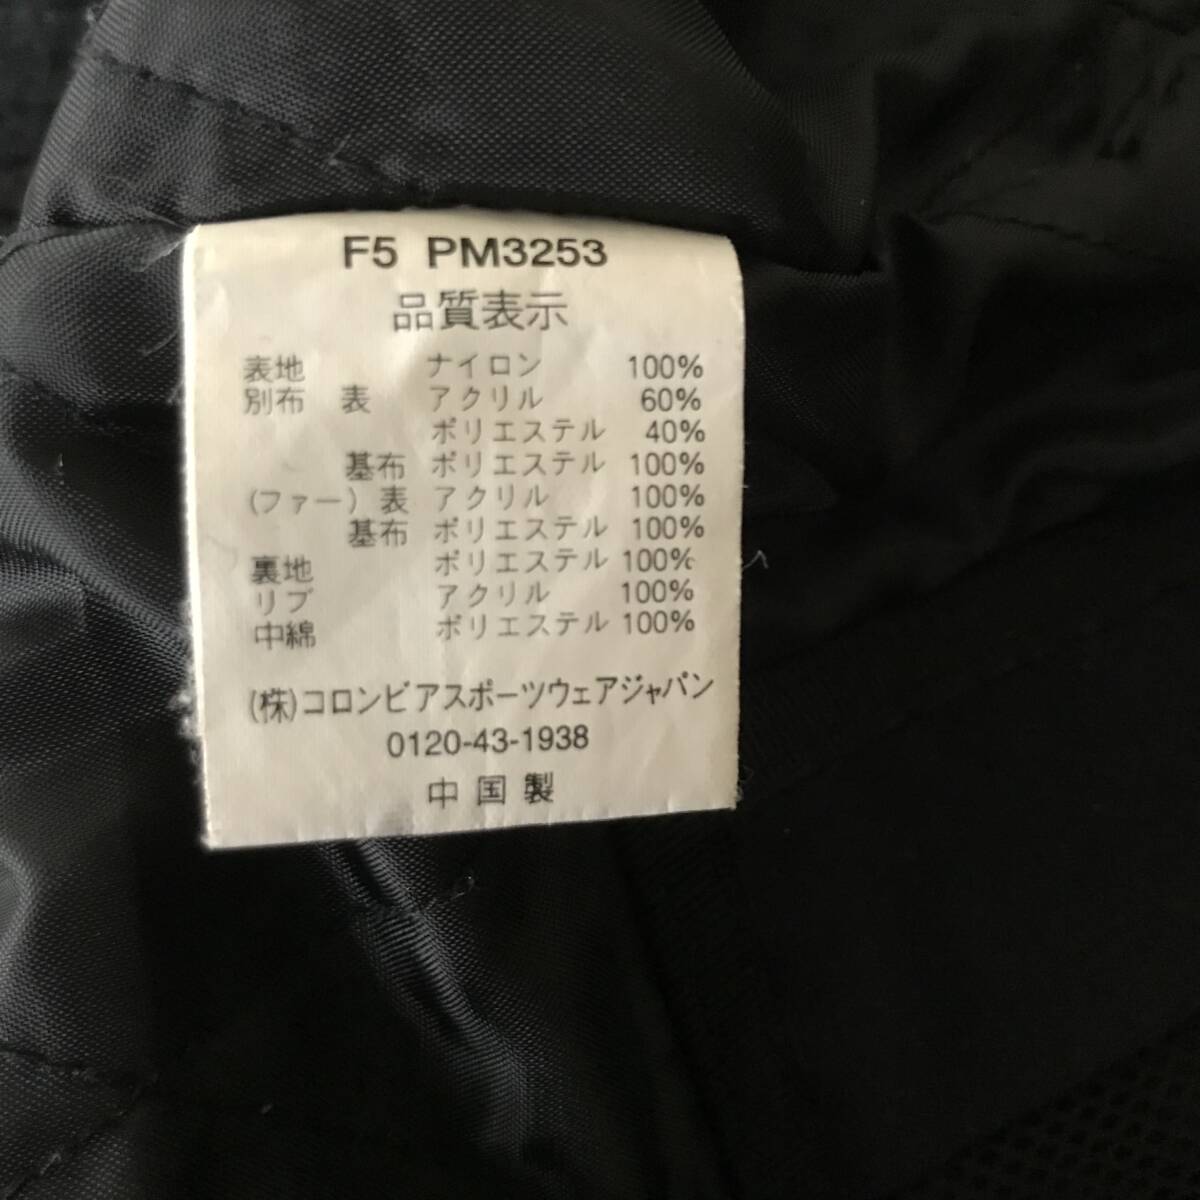 F5 PM3253
品質表示
表地 ナイロン 100%
別布 表 アクリル 60%
ポリエステル 40%
基布 ポリエステル 100%
(ファー) 表 アクリル 100%
基布 ポリエステル 100%
裏地 ポリエステル 100%
リブ アクリル 100%
中綿 ポリエステル 100%
(株)コロンビアスポーツウェアジャパン
0120-43-1938
中国製